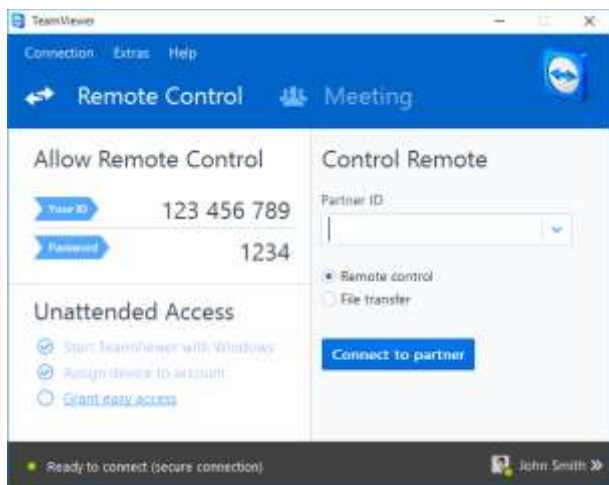 TeamViewer
Connection Extras Help
Remote Control Meeting
Allow Remote Control
Your ID 123 456 789
Password 1234
Unattended Access
Start TeamViewer with Windows
Assign device to account
Grant easy access
Control Remote
Partner ID
Remote control
File transfer
Connect to partner
Ready to connect (secure connection)
John Smith